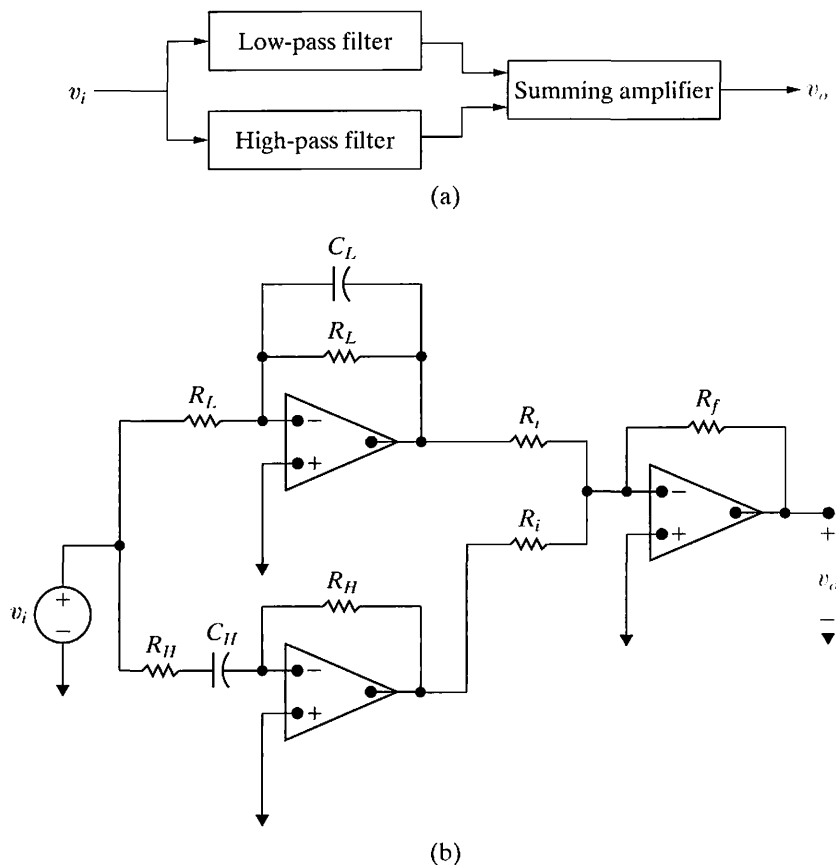 Low-pass filter
v_i
Summing amplifier
v_o
High-pass filter
(a)
C_L
R_L
R_L
−
+
R_i
R_f
−
+
R_i
+
v_o
−
v_i
+
−
R_H
R_H
C_H
−
+
(b)